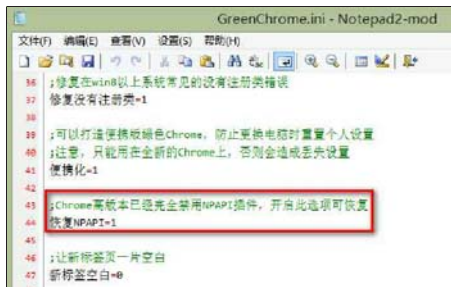 GreenChrome.ini - Notepad2-mod
文件(F) 编辑(E) 查看(V) 设置(S) 帮助(H)
36 ;修复在win8以上系统常见的没有注册类错误
37 修复没有注册类=1
38
39 ;可以打造便携版绿色Chrome，防止更换电脑时重置个人设置
40 ;注意，只能用在全新的Chrome上，否则会造成丢失设置
41 便携化=1
42
43 ;Chrome高版本已经完全禁用NPAPI插件，开启此选项可恢复
44 恢复NPAPI=1
45
46 ;让新标签页一片空白
47 新标签空白=0